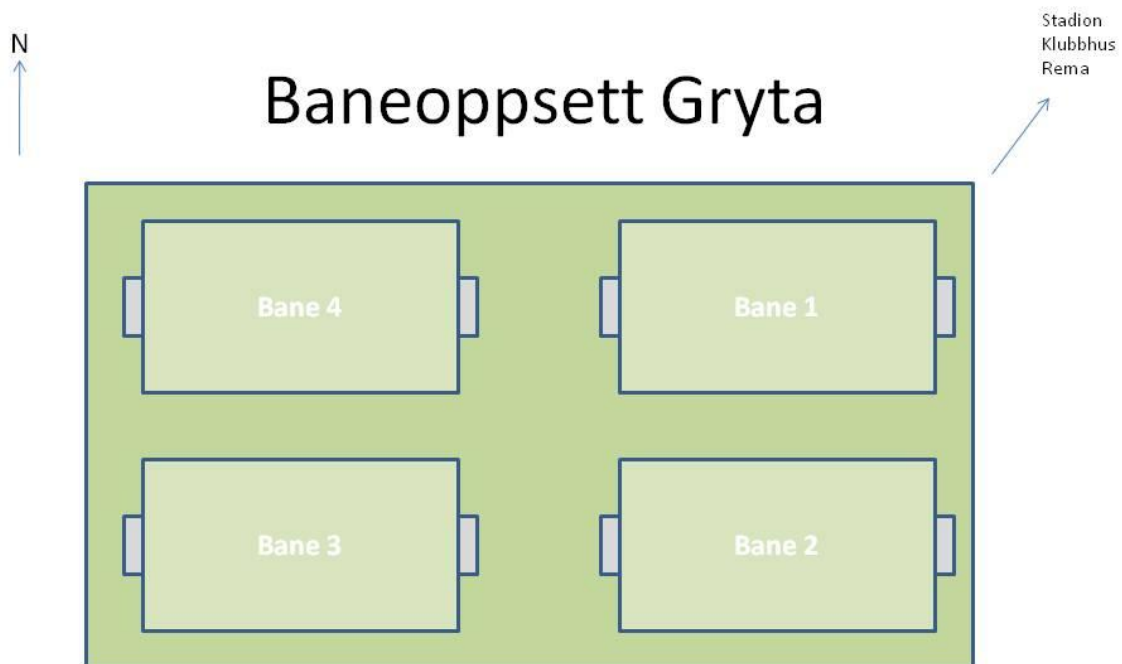 N
Stadion
Klubbhus
Rema
Baneoppsett Gryta
Bane 4
Bane 1
Bane 3
Bane 2